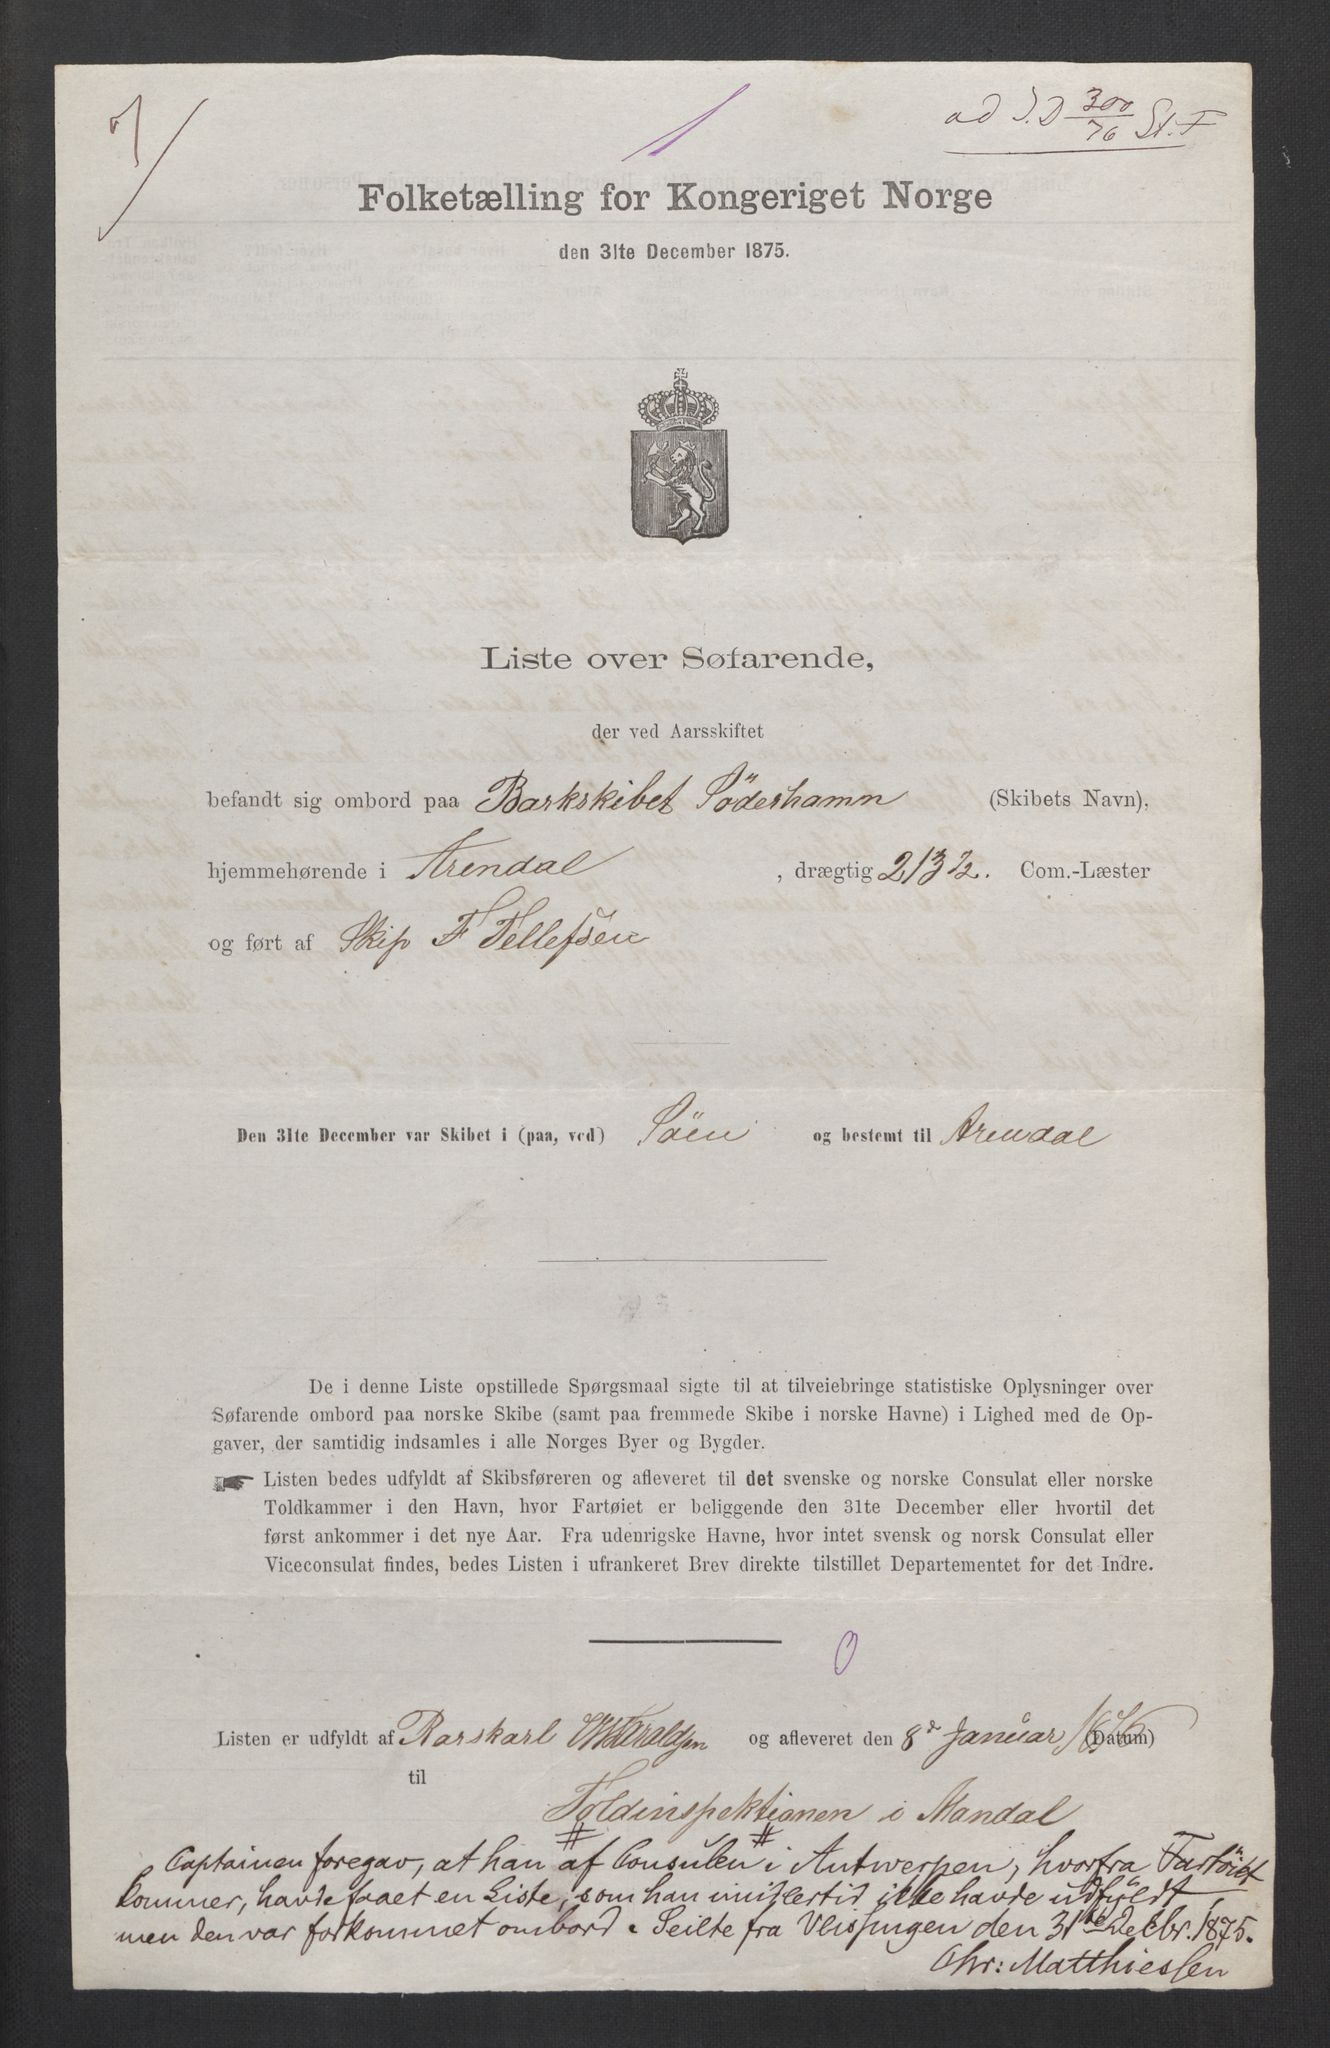 1
ad I.D 300/76 St. F
Folketælling for Kongeriget Norge
den 31te December 1875.
Liste over Søfarende,
der ved Aarsskiftet
befandt sig ombord paa Barkskibet Söderhamn (Skibets Navn),
hjemmehørende i Arendal, drægtig 213 ½. Com.-Læster
og ført af Skip F Tellefsen
Den 31te December var Skibet i (paa, ved) Söen og bestemt til Arendal
De i denne Liste opstillede Spørgsmaal sigte til at tilveiebringe statistiske Oplysninger over
Søfarende ombord paa norske Skibe (samt paa fremmede Skibe i norske Havne) i Lighed med de Op-
gaver, der samtidig indsamles i alle Norges Byer og Bygder.
Listen bedes udfyldt af Skibsføreren og afleveret til det svenske og norske Consulat eller norske
Toldkammer i den Havn, hvor Fartøiet er beliggende den 31te December eller hvortil det
først ankommer i det nye Aar. Fra udenrigske Havne, hvor intet svensk og norsk Consulat eller
Viceconsulat findes, bedes Listen i ufrankeret Brev direkte tilstillet Departementet for det Indre.
0
Listen er udfyldt af Rorskarl og afleveret den 8d Januar 1876 (Datum)
til
Toldinspektionen i Mandal
Captainen foregav, at han # af Consulen # i Antwerpen, hvorfra Fartöiet
kommer, havde faaet en Liste, som han imidlertid ikke havde udfyldt,
men den var forkommet ombord. Seilte fra Vlissingen den 31te Decbr. 1875.
Chr: Matthiessen